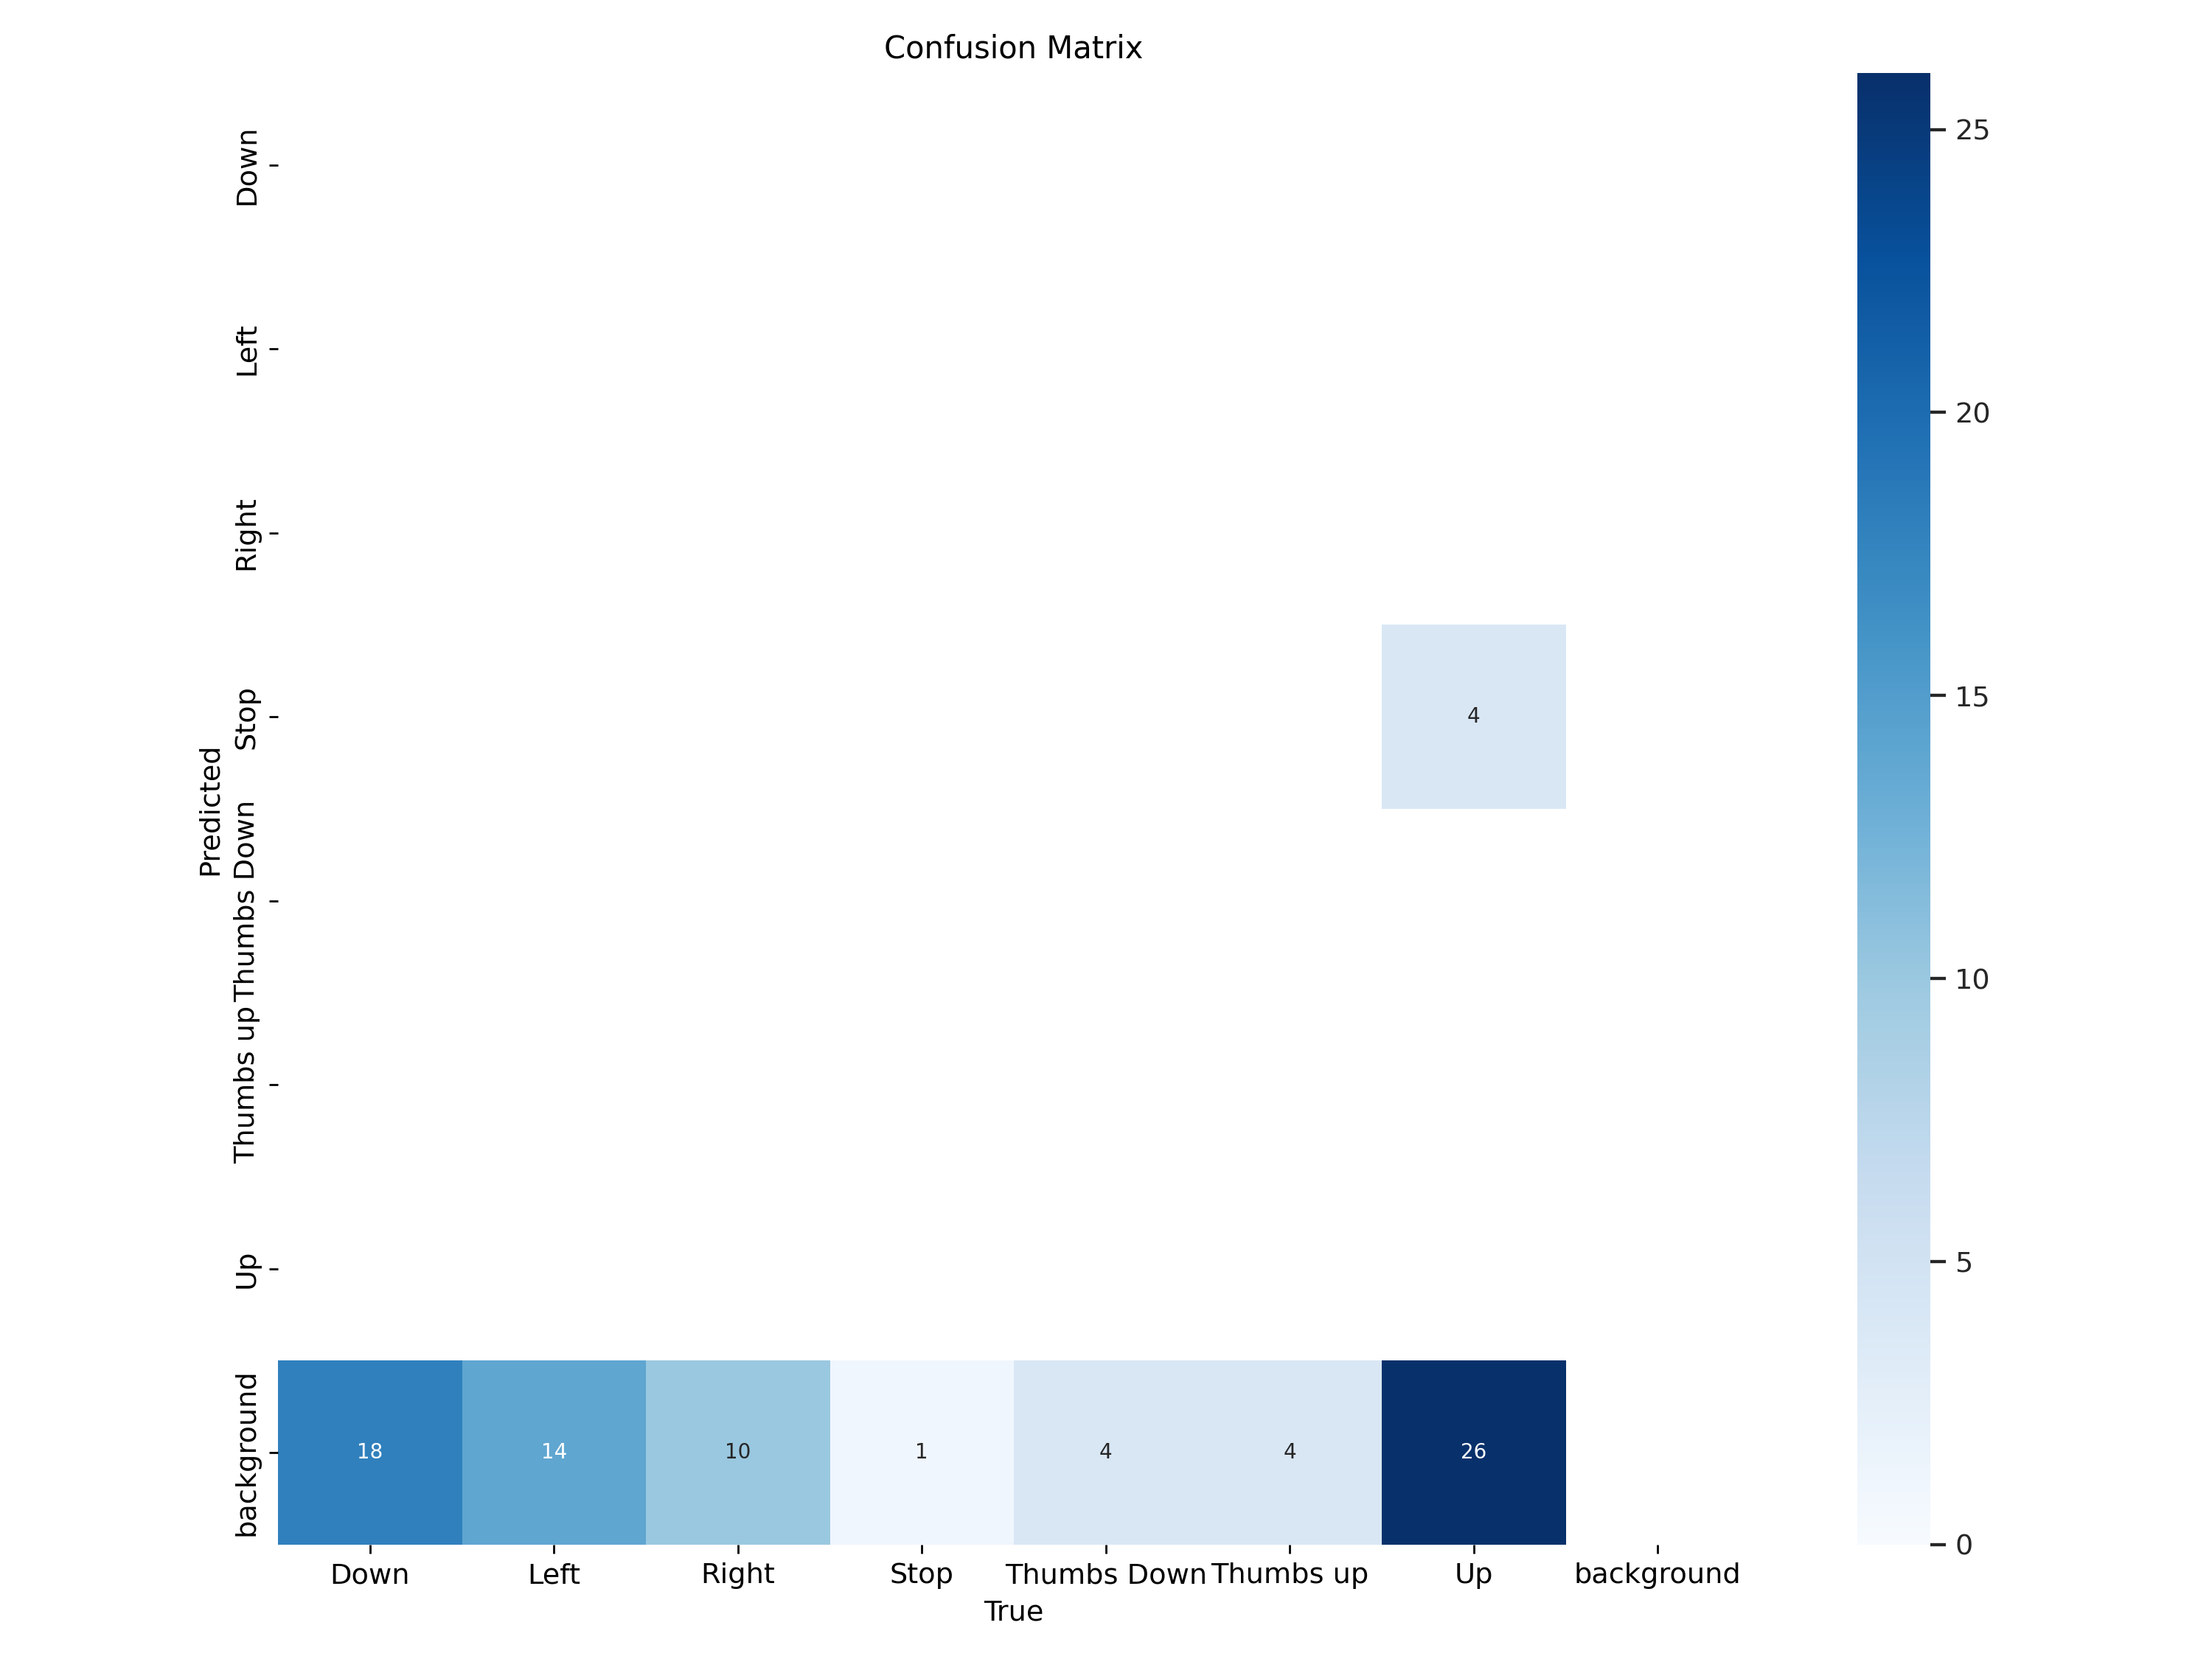 Confusion Matrix
Down
Left
Right
Stop
Thumbs Down
Thumbs up
Up
background
Predicted
4
18 14 10 1 4 4 26
Down Left Right Stop Thumbs Down Thumbs up Up background
True
25
20
15
10
5
0